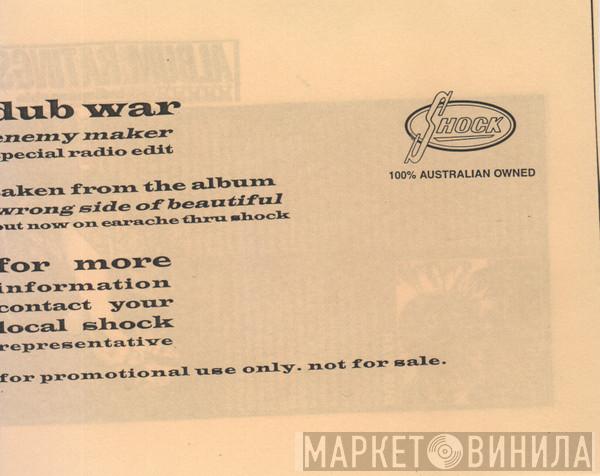 dub war
enemy maker
special radio edit
taken from the album
wrong side of beautiful
out now on earache thru shock
for more
information
contact your
local shock
representative
for promotional use only. not for sale.
SHOCK
100% AUSTRALIAN OWNED
ALBUM RATINGS
МАРКЕТ ВИНИЛА